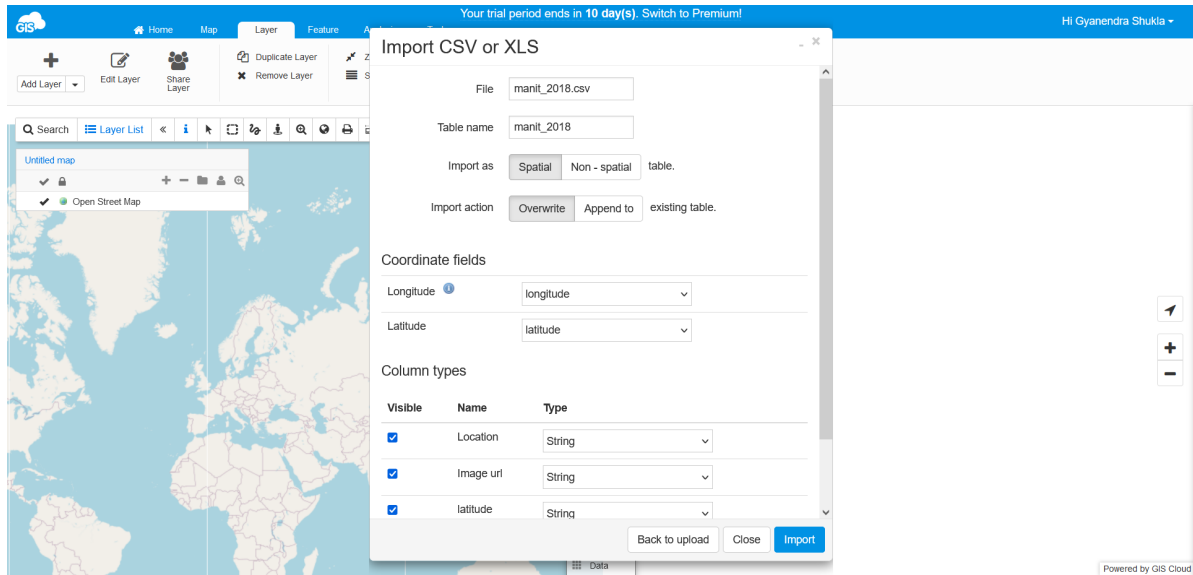 Your trial period ends in 10 day(s). Switch to Premium!
GIS
Home Map Layer Feature
Hi Gyanendra Shukla
Add Layer
Edit Layer
Share
Layer
Duplicate Layer
Remove Layer
Search Layer List
Untitled map
Open Street Map
Import CSV or XLS
File manit_2018.csv
Table name manit_2018
Import as Spatial Non - spatial table.
Import action Overwrite Append to existing table.
Coordinate fields
Longitude longitude
Latitude latitude
Column types
Visible Name Type
Location String
Image url String
latitude String
Back to upload Close Import
Data
Powered by GIS Cloud